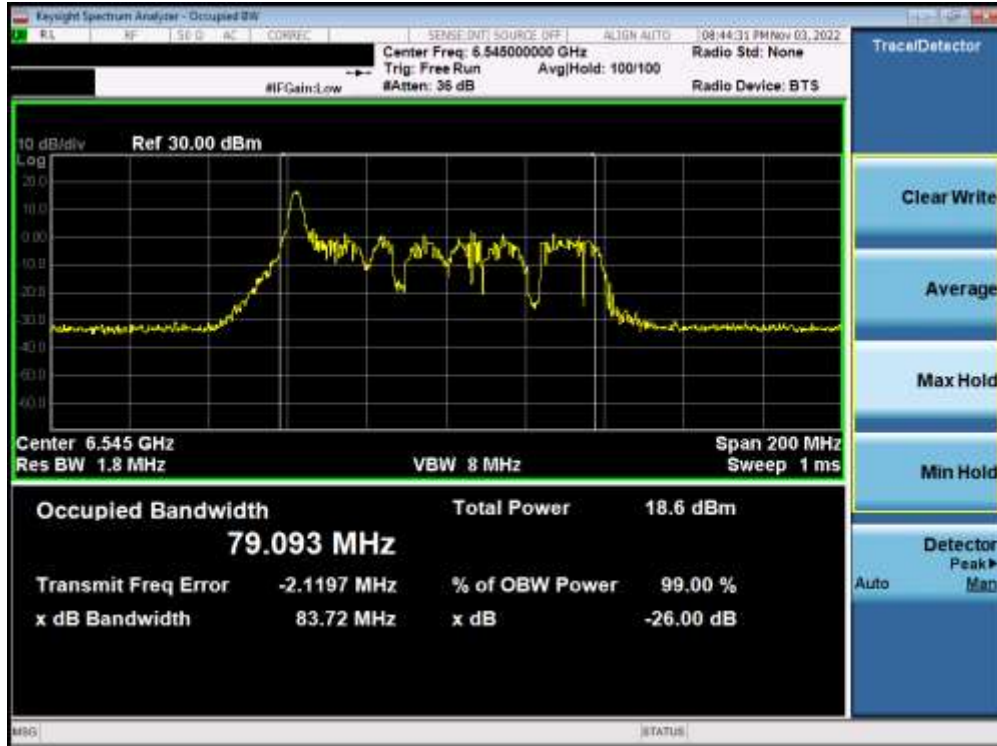 Keysight Spectrum Analyzer - Occupied BW
RL RF 50 Ω AC CORREC SENSE:INT SOURCE OFF ALIGN AUTO 08:44:31 PM Nov 03, 2022
Center Freq: 6.545000000 GHz Radio Std: None
Trig: Free Run Avg|Hold: 100/100
#IFGain:Low #Atten: 36 dB Radio Device: BTS
Trace/Detector
10 dB/div Ref 30.00 dBm
Log
20.0
10.0
0.00
-10.0
-20.0
-30.0
-40.0
-50.0
-60.0
Center 6.545 GHz Span 200 MHz
Res BW 1.8 MHz VBW 8 MHz Sweep 1 ms
Clear Write
Average
Max Hold
Min Hold
Detector
Peak▶
Auto Man
Occupied Bandwidth Total Power 18.6 dBm
79.093 MHz
Transmit Freq Error -2.1197 MHz % of OBW Power 99.00 %
x dB Bandwidth 83.72 MHz x dB -26.00 dB
MSG STATUS